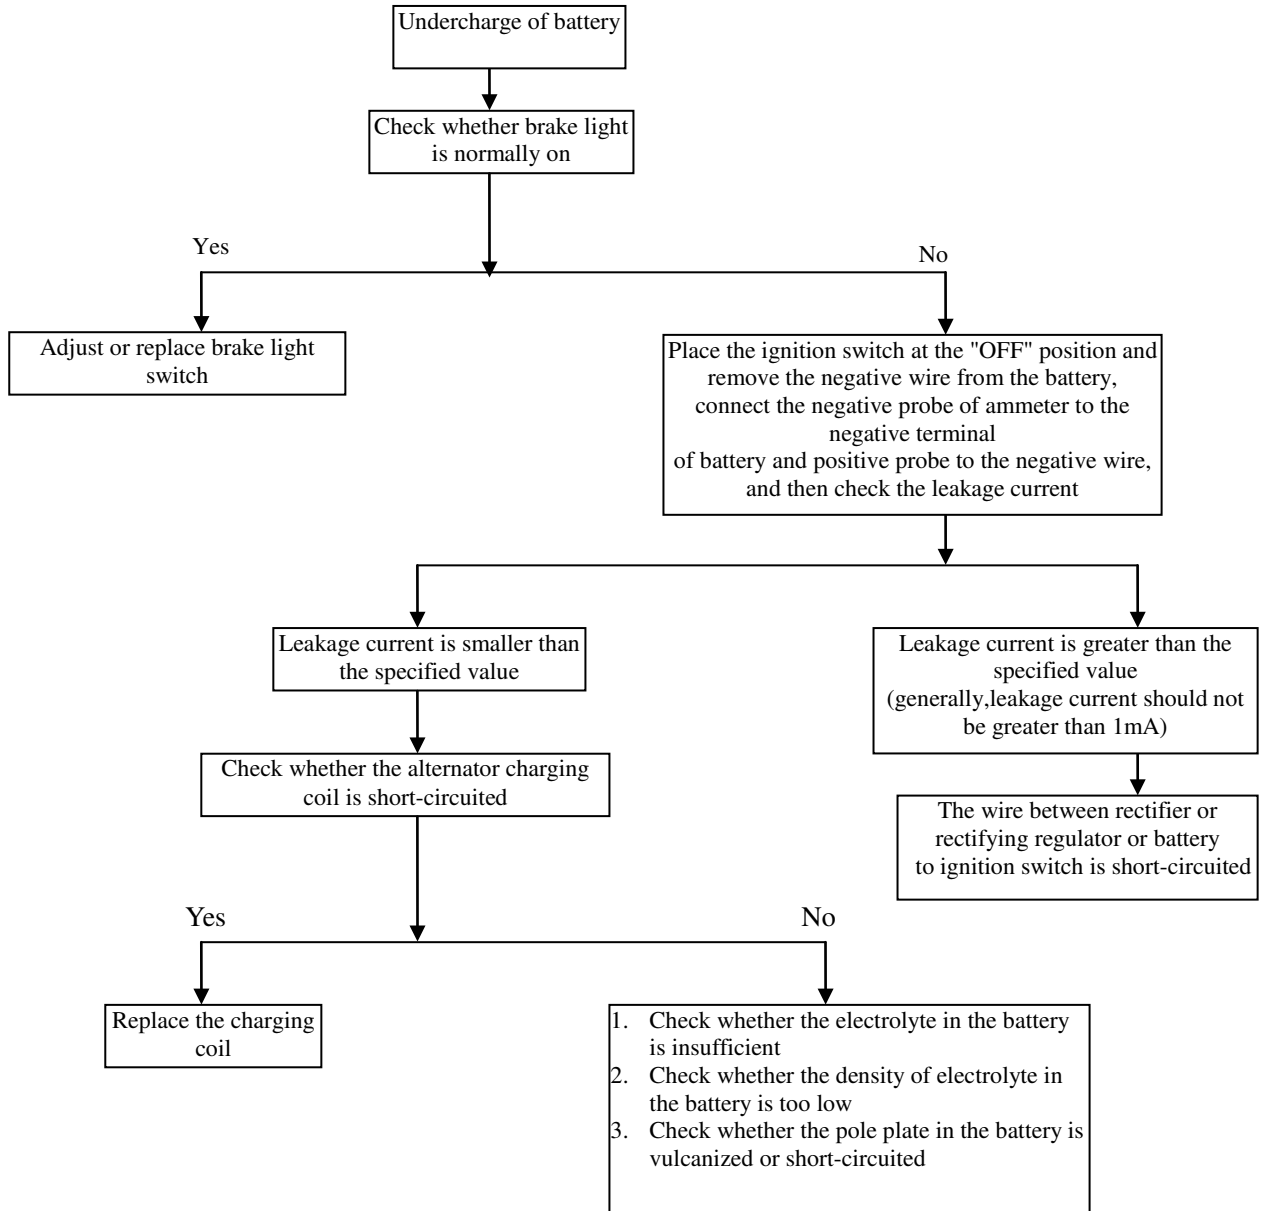 Undercharge of battery
Check whether brake light
is normally on
Yes
No
Adjust or replace brake light
switch
Place the ignition switch at the "OFF" position and
remove the negative wire from the battery,
connect the negative probe of ammeter to the
negative terminal
of battery and positive probe to the negative wire,
and then check the leakage current
Leakage current is smaller than
the specified value
Leakage current is greater than the
specified value
(generally,leakage current should not
be greater than 1mA)
Check whether the alternator charging
coil is short-circuited
The wire between rectifier or
rectifying regulator or battery
to ignition switch is short-circuited
Yes
No
Replace the charging
coil
1. Check whether the electrolyte in the battery
is insufficient
2. Check whether the density of electrolyte in
the battery is too low
3. Check whether the pole plate in the battery is
vulcanized or short-circuited